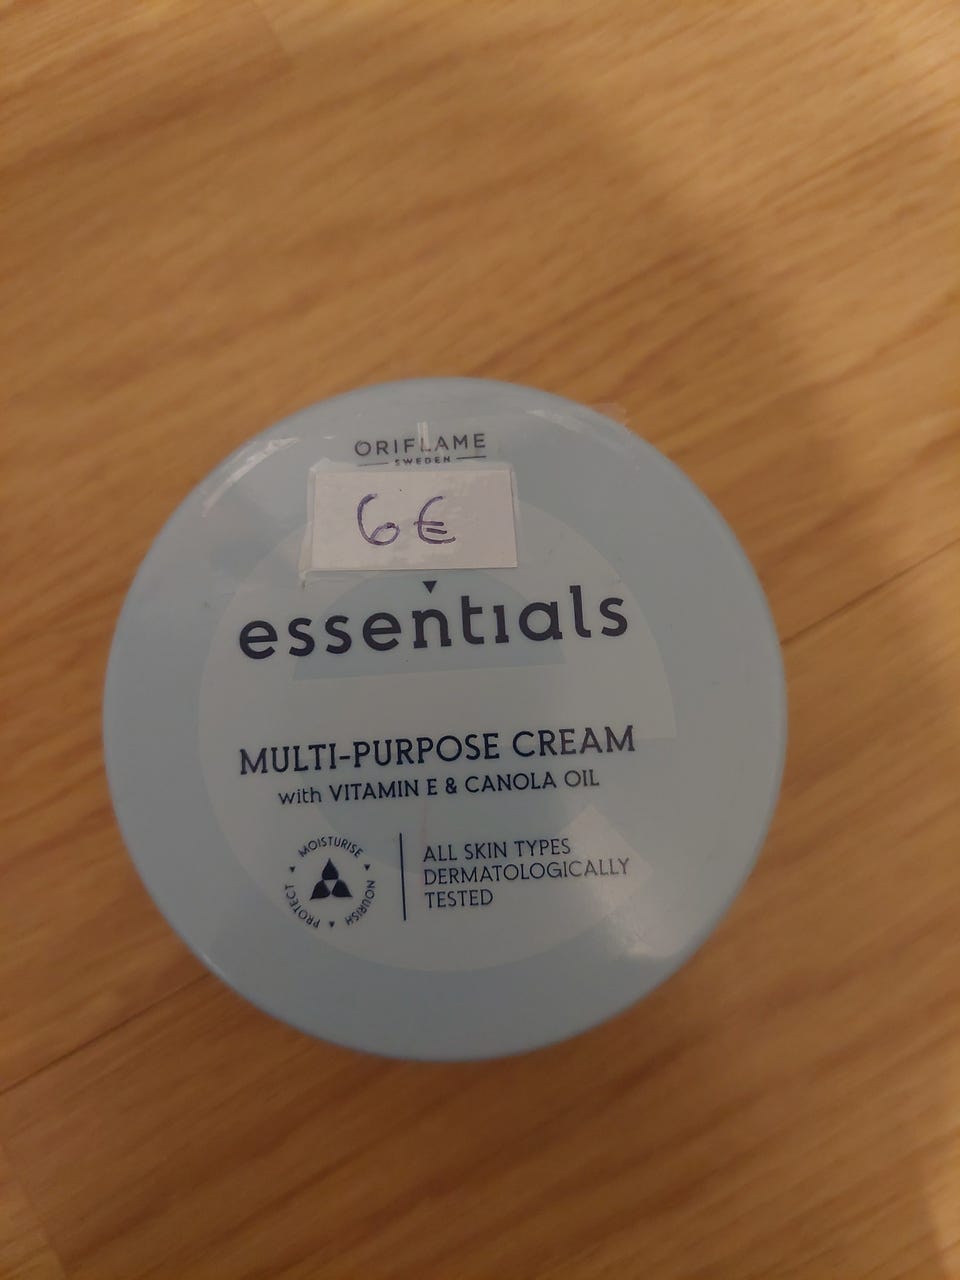 ORIFLAME
SWEDEN
6€
essentials
MULTI-PURPOSE CREAM
with VITAMIN E & CANOLA OIL
MOISTURISE
NOURISH
PROTECT
ALL SKIN TYPES
DERMATOLOGICALLY
TESTED